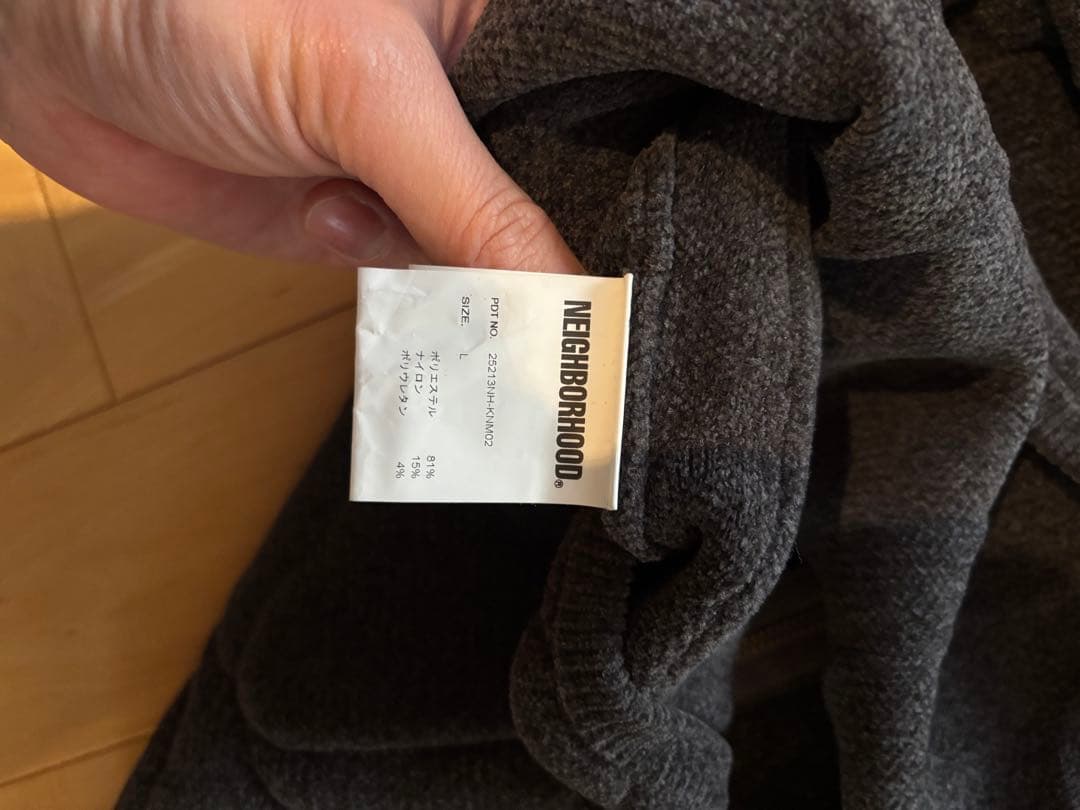 NEIGHBORHOOD®
PDT NO. 25213NH-KNM02
SIZE. L
ポリエステル 81%
ナイロン 15%
ポリウレタン 4%